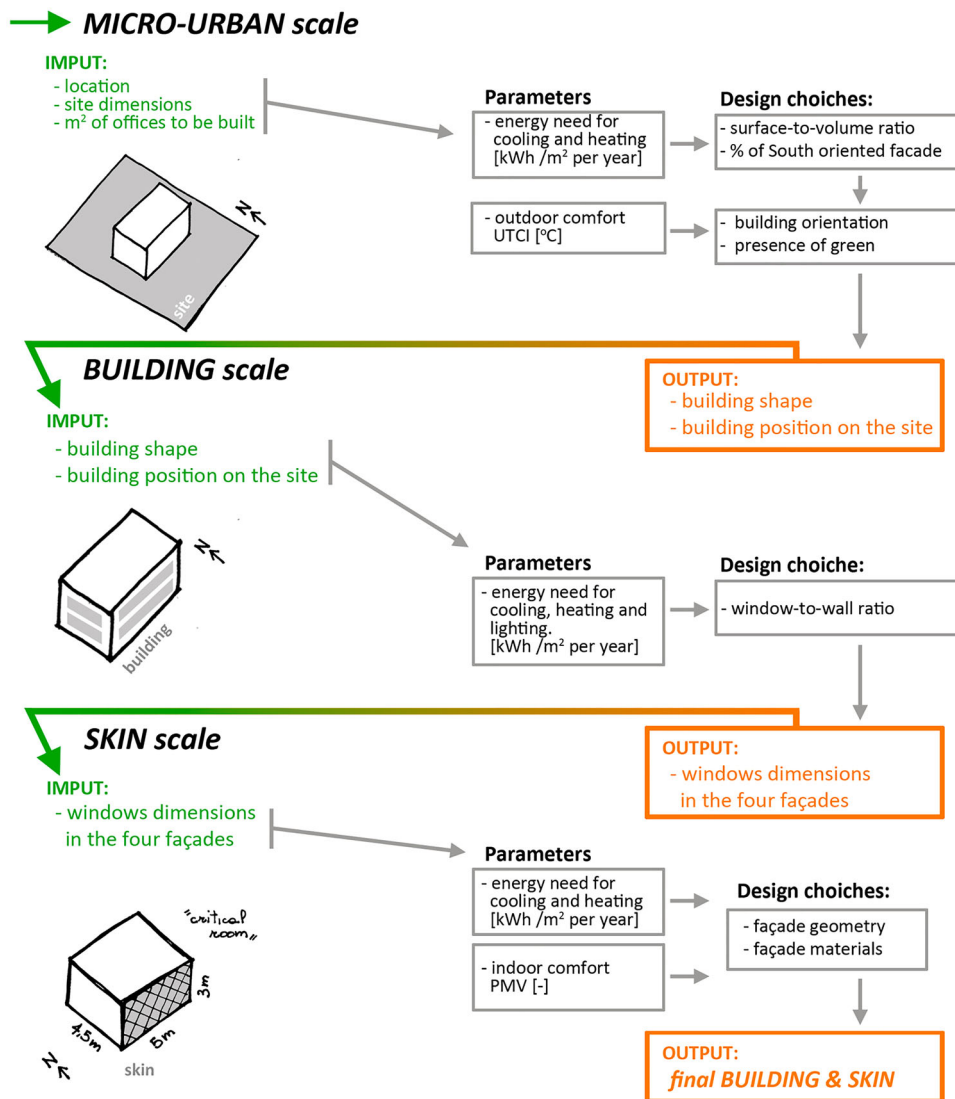 MICRO-URBAN scale
IMPUT:
- location
- site dimensions
- m² of offices to be built
Parameters
- energy need for
cooling and heating
[kWh /m² per year]
Design choiches:
- surface-to-volume ratio
- % of South oriented facade
- outdoor comfort
UTCI [°C]
- building orientation
- presence of green
N
site
BUILDING scale
OUTPUT:
- building shape
- building position on the site
IMPUT:
- building shape
- building position on the site
N
building
Parameters
- energy need for
cooling, heating and
lighting.
[kWh /m² per year]
Design choiche:
- window-to-wall ratio
SKIN scale
OUTPUT:
- windows dimensions
in the four façades
IMPUT:
- windows dimensions
in the four façades
Parameters
- energy need for
cooling and heating
[kWh /m² per year]
- indoor comfort
PMV [-]
Design choiches:
- façade geometry
- façade materials
"critical
room"
3m
4,5m
5m
N
skin
OUTPUT:
final BUILDING & SKIN